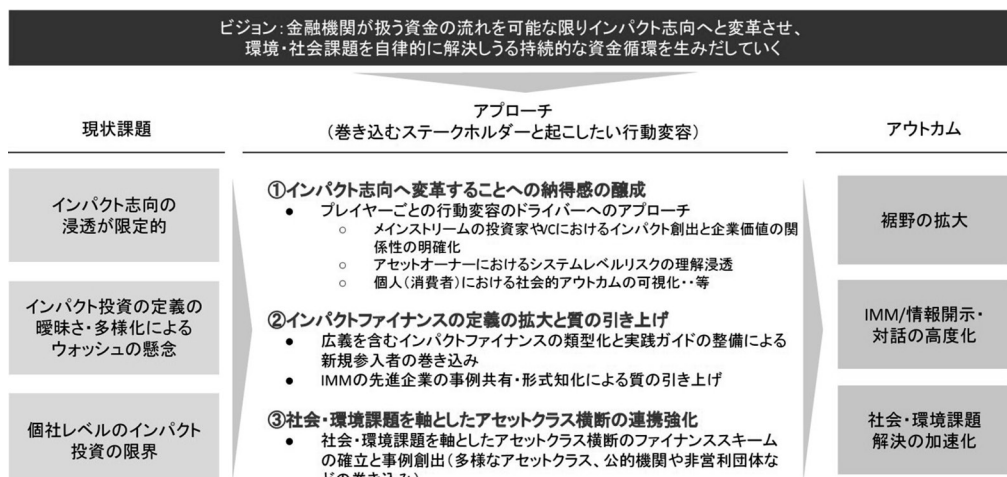 ビジョン：金融機関が扱う資金の流れを可能な限りインパクト志向へと変革させ、
環境・社会課題を自律的に解決しうる持続的な資金循環を生みだしていく
現状課題
アプローチ
（巻き込むステークホルダーと起こしたい行動変容）
アウトカム
インパクト志向の
浸透が限定的
インパクト投資の定義の
曖昧さ・多様化による
ウォッシュの懸念
個社レベルのインパクト
投資の限界
①インパクト志向へ変革することへの納得感の醸成
● プレイヤーごとの行動変容のドライバーへのアプローチ
○ メインストリームの投資家やVCにおけるインパクト創出と企業価値の関
係性の明確化
○ アセットオーナーにおけるシステムレベルリスクの理解浸透
○ 個人（消費者）における社会的アウトカムの可視化・・等
②インパクトファイナンスの定義の拡大と質の引き上げ
● 広義を含むインパクトファイナンスの類型化と実践ガイドの整備による
新規参入者の巻き込み
● IMMの先進企業の事例共有・形式知化による質の引き上げ
③社会・環境課題を軸としたアセットクラス横断の連携強化
● 社会・環境課題を軸としたアセットクラス横断のファイナンススキーム
の確立と事例創出（多様なアセットクラス、公的機関や非営利団体な
どの巻き込み）
裾野の拡大
IMM/情報開示・
対話の高度化
社会・環境課題
解決の加速化